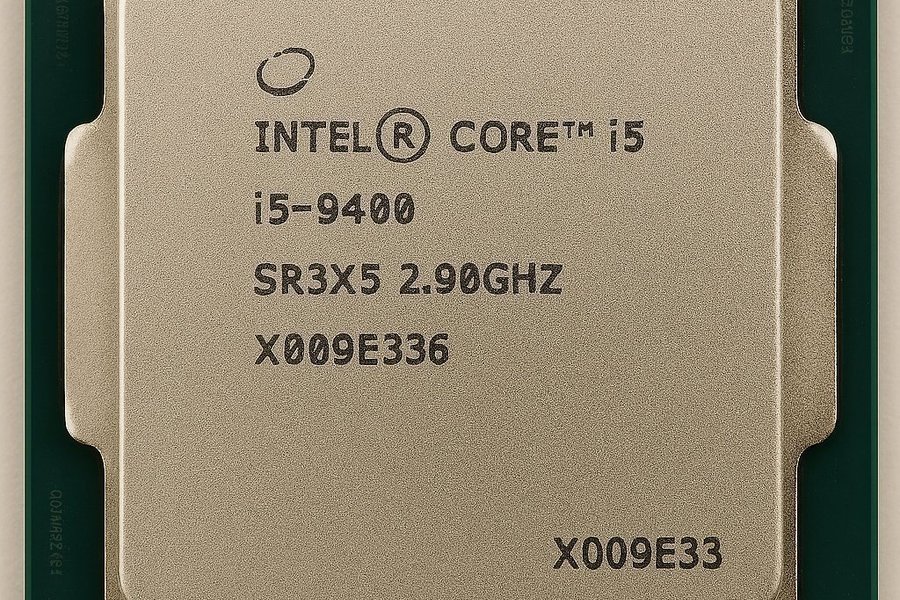 INTEL® CORE™ i5
i5-9400
SR3X5 2.90GHZ
X009E336
X009E33